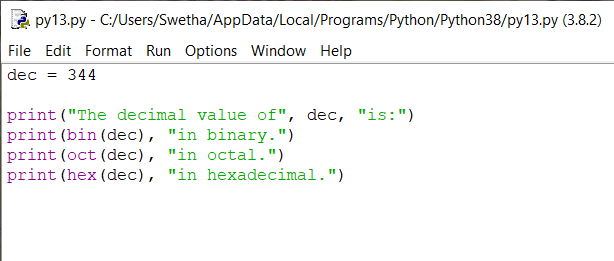 py13.py - C:/Users/Swetha/AppData/Local/Programs/Python/Python38/py13.py (3.8.2)
File Edit Format Run Options Window Help
dec = 344
print("The decimal value of", dec, "is:")
print(bin(dec), "in binary.")
print(oct(dec), "in octal.")
print(hex(dec), "in hexadecimal.")